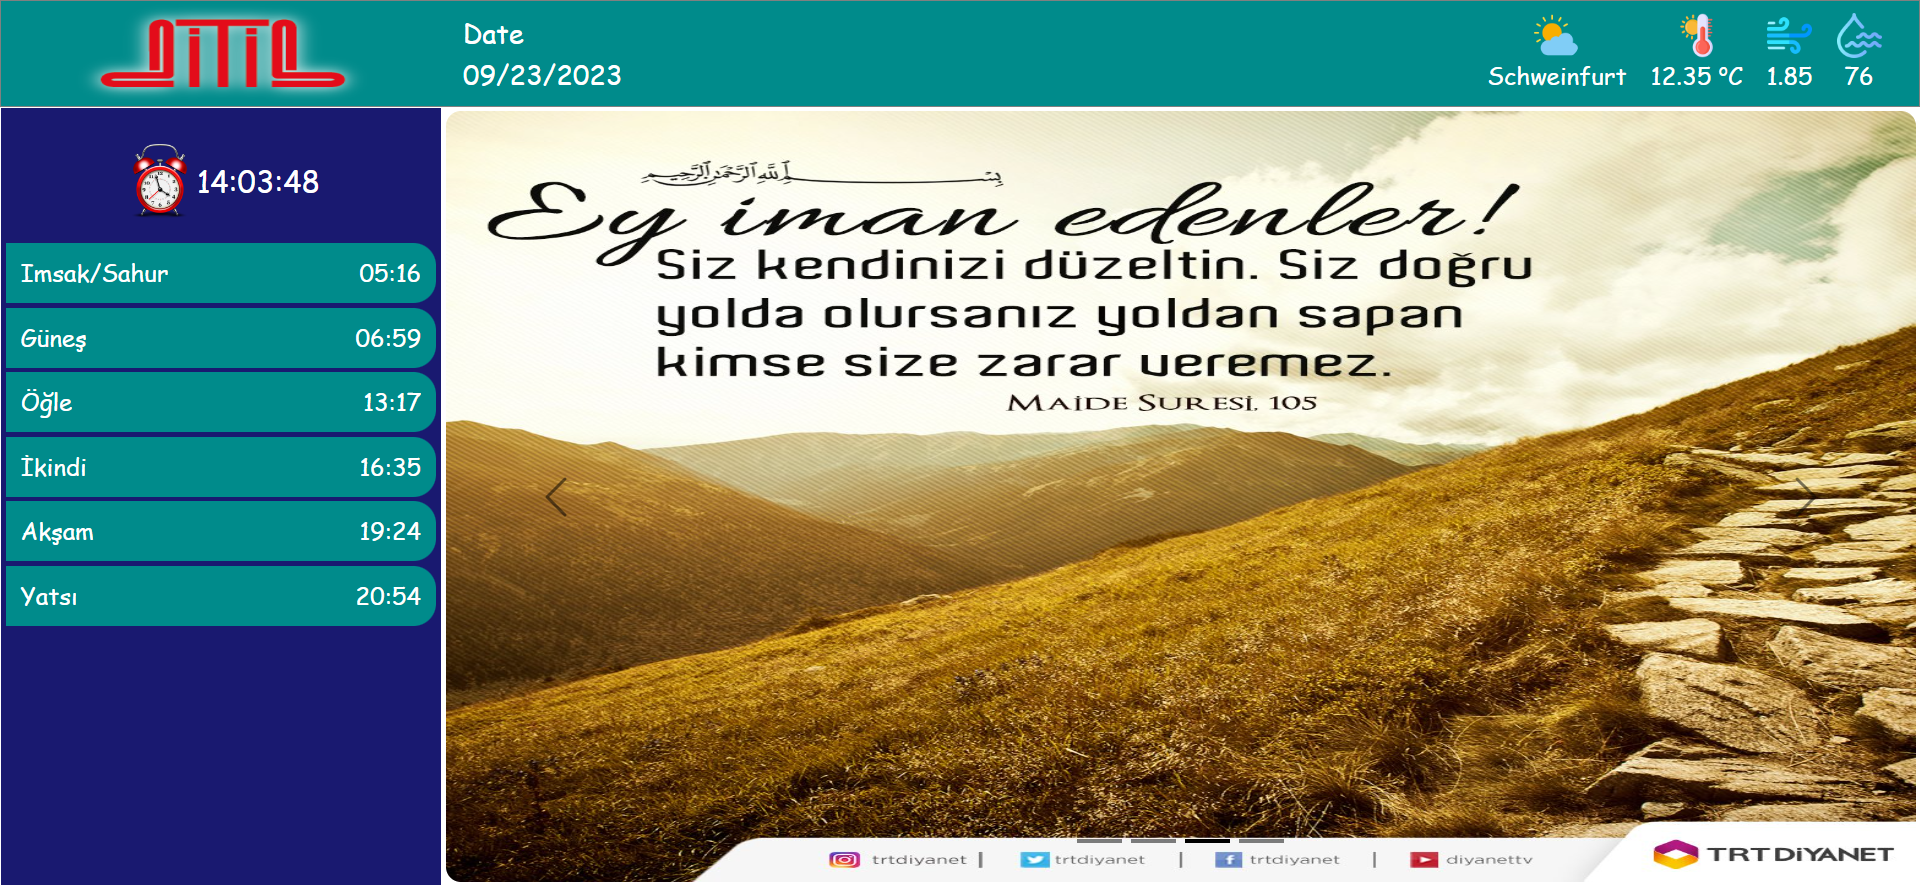 DİTİB
Date
09/23/2023
Schweinfurt
12.35 °C
1.85
76
14:03:48
Imsak/Sahur 05:16
Güneş 06:59
Öğle 13:17
İkindi 16:35
Akşam 19:24
Yatsı 20:54
بِسْمِ اللَّهِ الرَّحْمَٰنِ الرَّحِيمِ
Ey iman edenler!
Siz kendinizi düzeltin. Siz doğru
yolda olursanız yoldan sapan
kimse size zarar veremez.
MAİDE SURESİ, 105
trtdiyanet | trtdiyanet | trtdiyanet | diyanettv
TRT DİYANET